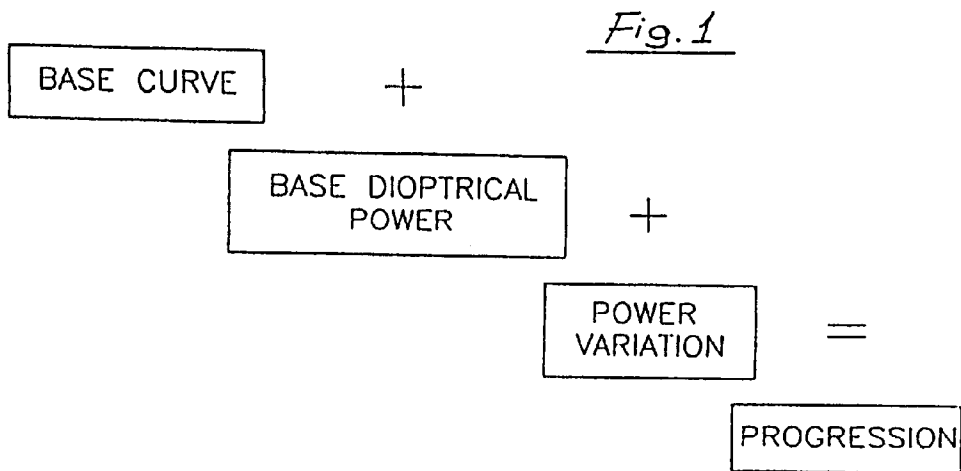 Fig. 1
BASE CURVE +
BASE DIOPTRICAL
POWER +
POWER
VARIATION =
PROGRESSION